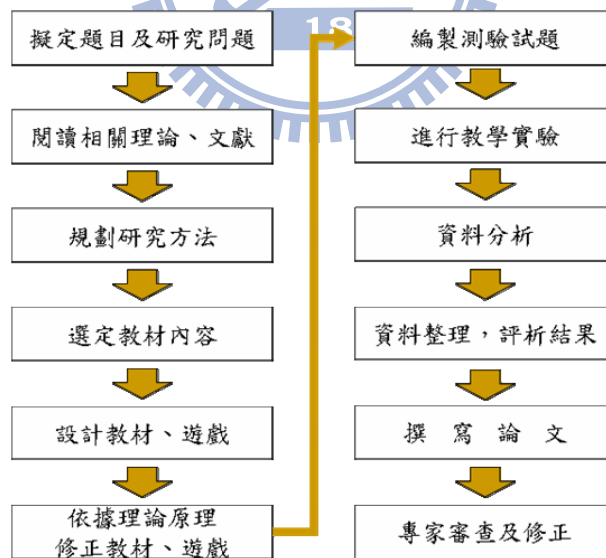 擬定題目及研究問題
閱讀相關理論、文獻
規劃研究方法
選定教材內容
設計教材、遊戲
依據理論原理
修正教材、遊戲
18
編製測驗試題
進行教學實驗
資料分析
資料整理，評析結果
撰寫論文
專家審查及修正